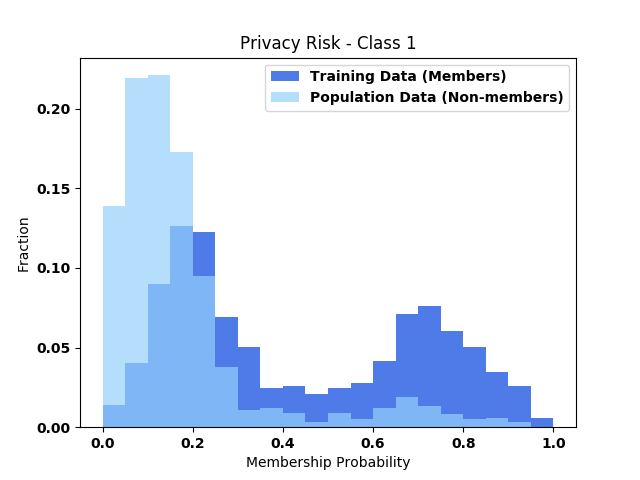 Privacy Risk - Class 1
Training Data (Members)
Population Data (Non-members)
Fraction
0.20
0.15
0.10
0.05
0.00
0.0 0.2 0.4 0.6 0.8 1.0
Membership Probability